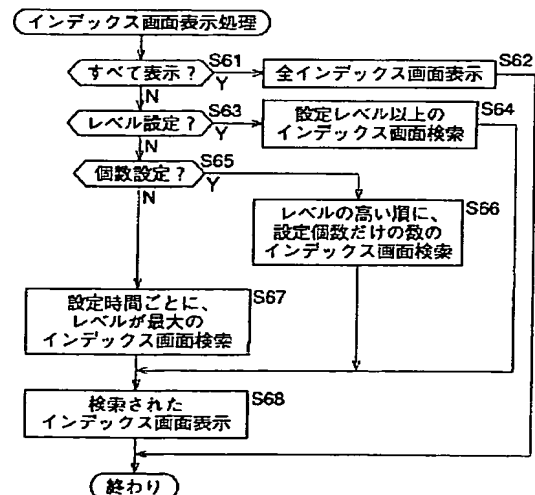 インデックス画面表示処理
S61
すべて表示?
Y
N
S62
全インデックス画面表示
S63
レベル設定?
Y
N
S64
設定レベル以上の
インデックス画面検索
S65
個数設定?
Y
N
S66
レベルの高い順に、
設定個数だけの数の
インデックス画面検索
S67
設定時間ごとに、
レベルが最大の
インデックス画面検索
S68
検索された
インデックス画面表示
終わり